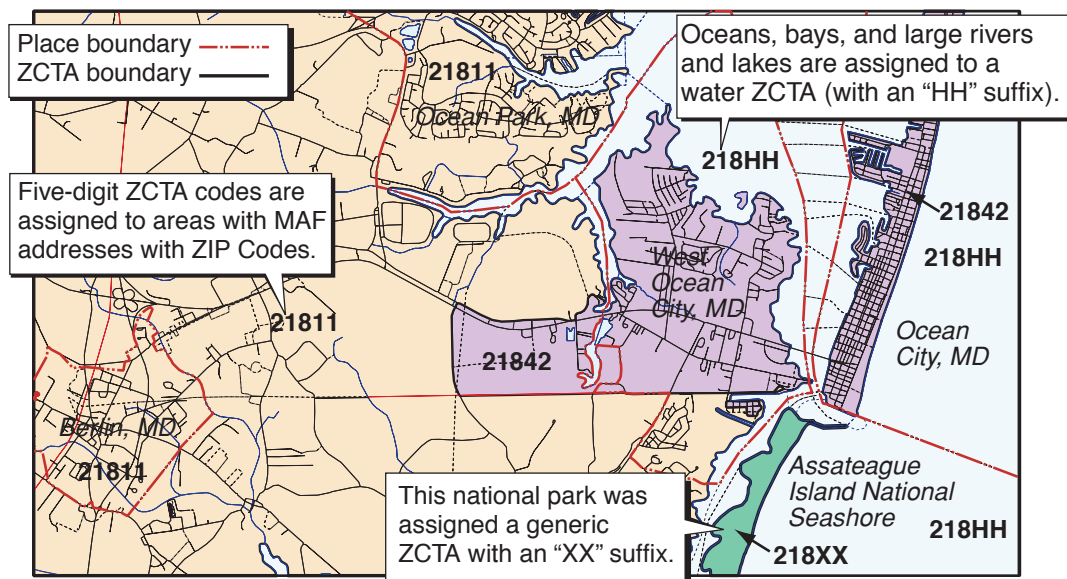 Place boundary
ZCTA boundary
21811
Ocean Park, MD
Oceans, bays, and large rivers
and lakes are assigned to a
water ZCTA (with an “HH” suffix).
218HH
Five-digit ZCTA codes are
assigned to areas with MAF
addresses with ZIP Codes.
21842
218HH
West
Ocean
City, MD
21811
Ocean
City, MD
21842
Berlin, MD
21811
This national park was
assigned a generic
ZCTA with an “XX” suffix.
Assateague
Island National
Seashore
218HH
218XX